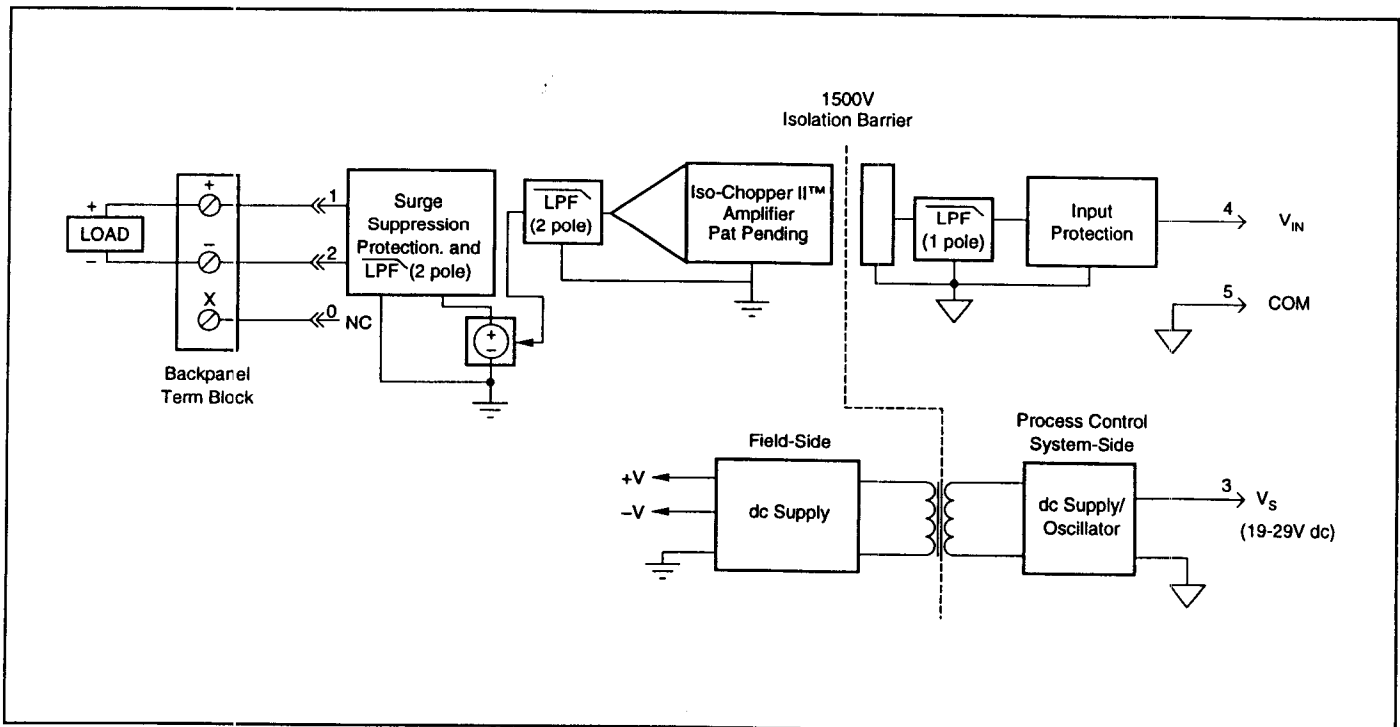 1500V
Isolation Barrier
+
1
Surge
Suppression
Protection. and
LPF (2 pole)
LPF
(2 pole)
Iso-Chopper II™
Amplifier
Pat Pending
LPF
(1 pole)
Input
Protection
4
V_IN
+
LOAD
−
−
2
X
0
NC
+
−
5
COM
Backpanel
Term Block
Field-Side
Process Control
System-Side
+V
−V
dc Supply
dc Supply/
Oscillator
3
V_S
(19-29V dc)